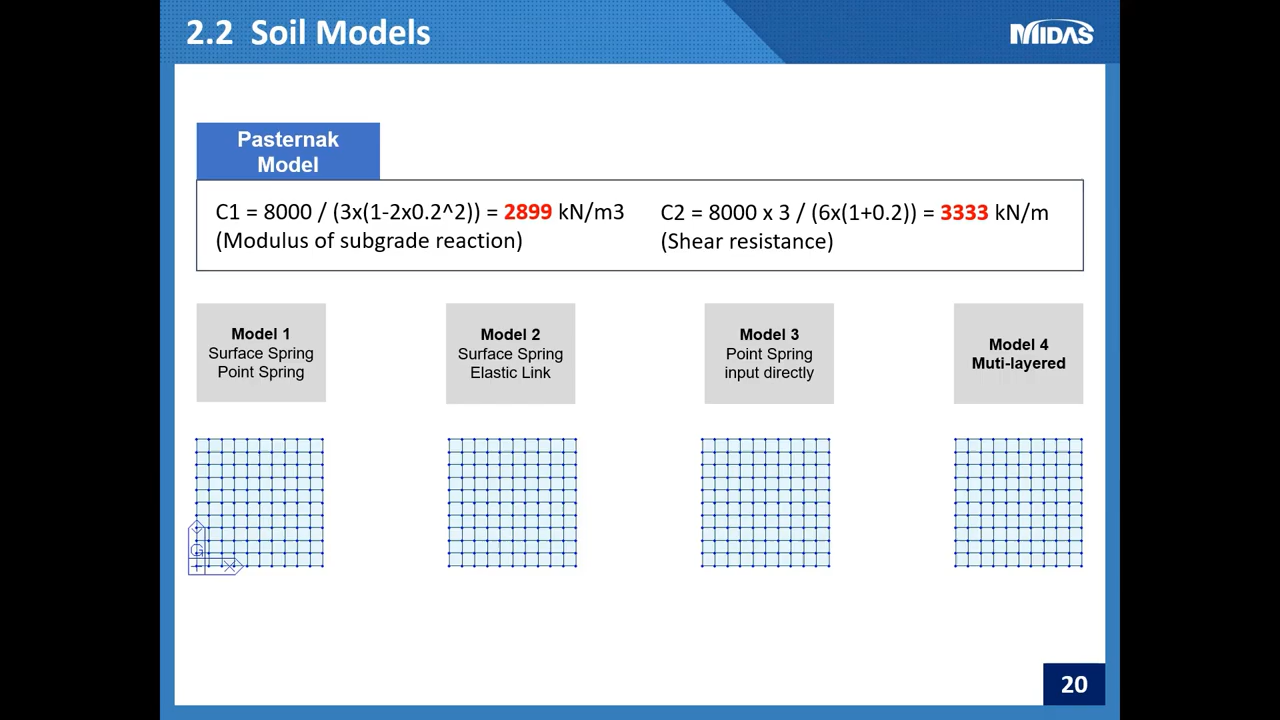 2.2 Soil Models
MIDAS
Pasternak
Model
C1 = 8000 / (3x(1-2x0.2^2)) = 2899 kN/m3
(Modulus of subgrade reaction)
C2 = 8000 x 3 / (6x(1+0.2)) = 3333 kN/m
(Shear resistance)
Model 1
Surface Spring
Point Spring
Model 2
Surface Spring
Elastic Link
Model 3
Point Spring
input directly
Model 4
Muti-layered
G
X
20